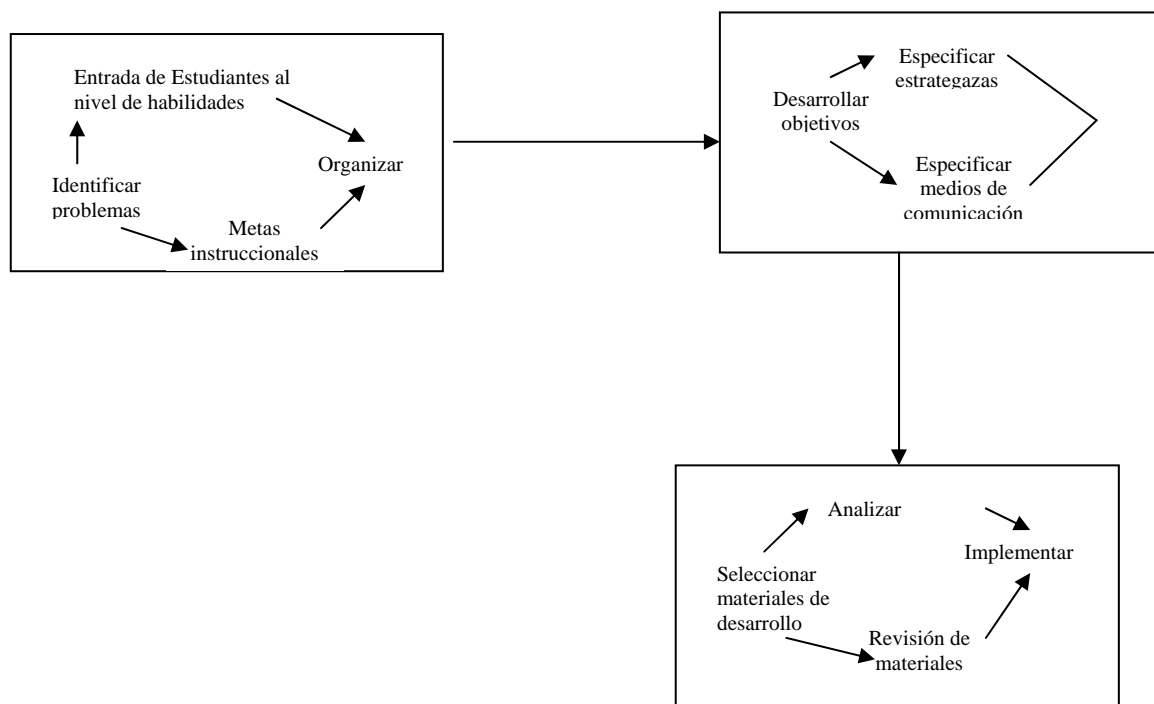 Entrada de Estudiantes al
nivel de habilidades
Organizar
Identificar
problemas
Metas
instruccionales
Especificar
estrategazas
Desarrollar
objetivos
Especificar
medios de
comunicación
Analizar
Implementar
Seleccionar
materiales de
desarrollo
Revisión de
materiales